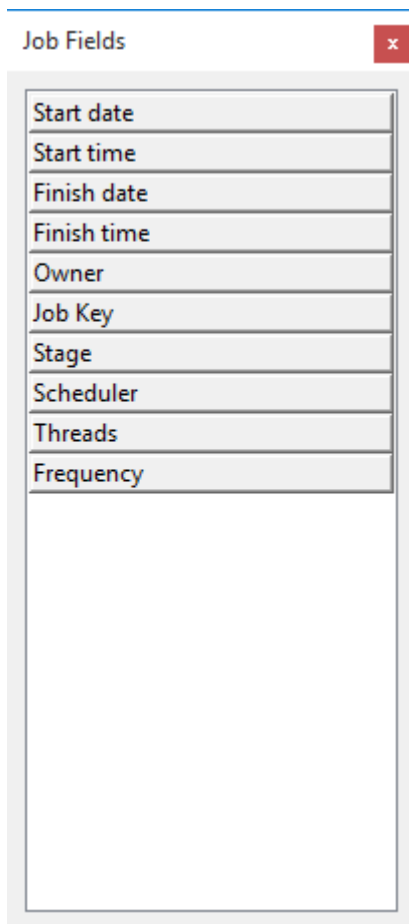 Job Fields
x
Start date
Start time
Finish date
Finish time
Owner
Job Key
Stage
Scheduler
Threads
Frequency